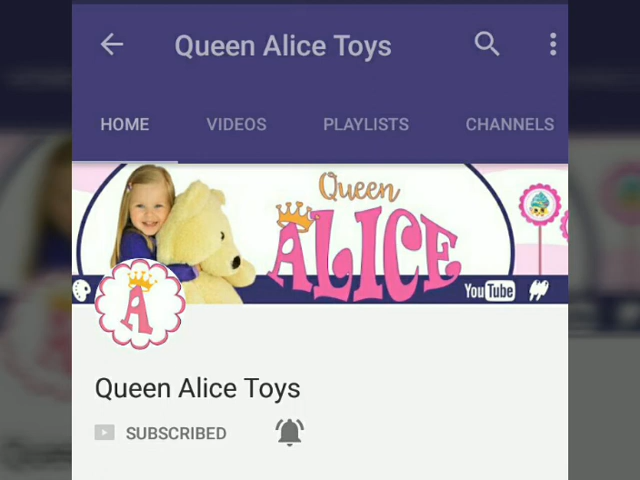 Queen Alice Toys
HOME VIDEOS PLAYLISTS CHANNELS
Queen
ALICE
A
YouTube
Queen Alice Toys
SUBSCRIBED